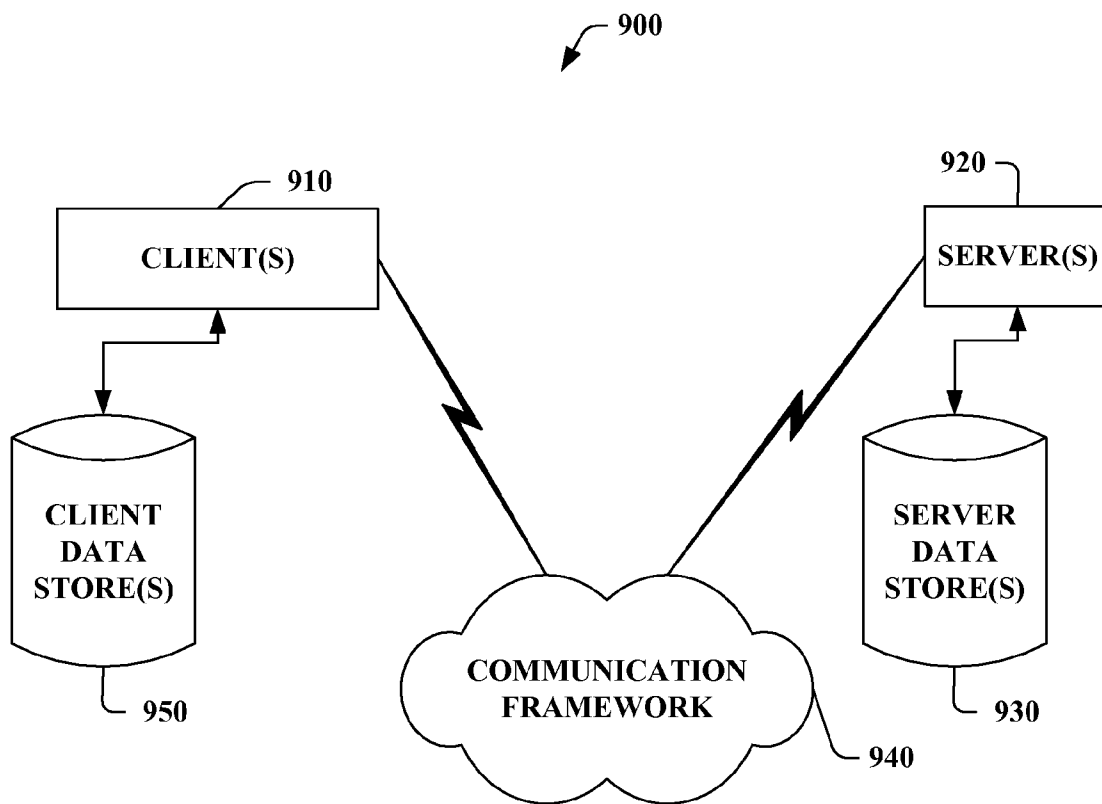 900
910
920
CLIENT(S)
SERVER(S)
CLIENT
DATA
STORE(S)
SERVER
DATA
STORE(S)
COMMUNICATION
FRAMEWORK
950
930
940